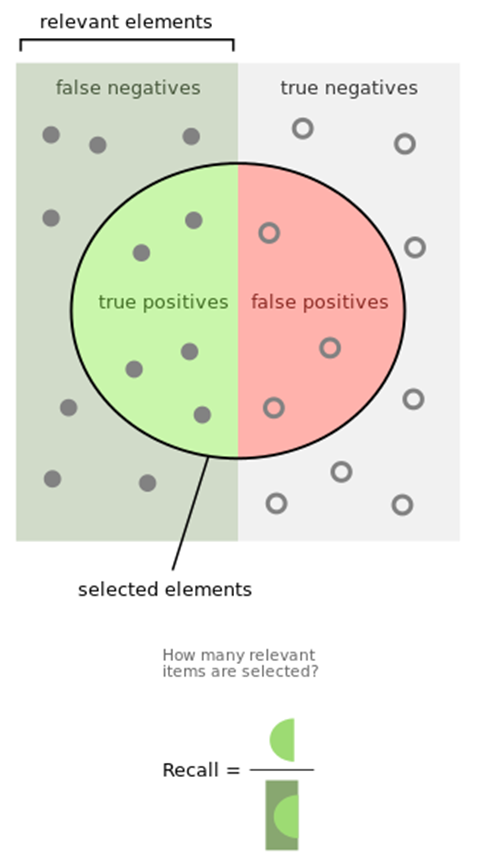 relevant elements
false negatives
true negatives
true positives
false positives
selected elements
How many relevant
items are selected?
Recall =